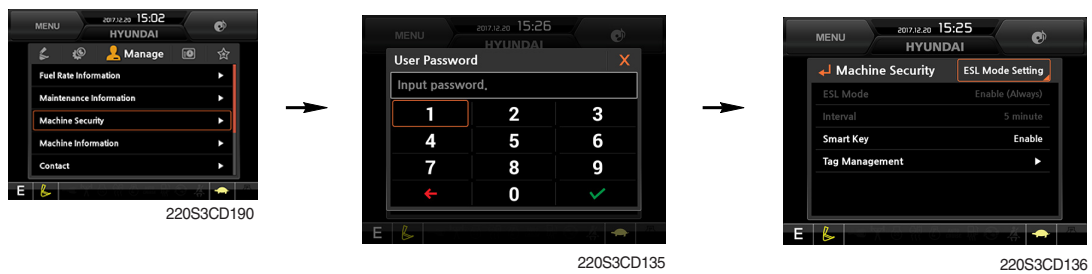 MENU
2017.12.20 15:02
HYUNDAI
Manage
Fuel Rate Information
Maintenance Information
Machine Security
Machine Information
Contact
E
220S3CD190
MENU
2017.12.20 15:26
HYUNDAI
User Password X
Input password.
1 2 3
4 5 6
7 8 9
0
E
220S3CD135
MENU
2017.12.20 15:25
HYUNDAI
Machine Security ESL Mode Setting
ESL Mode Enable (Always)
Interval 5 minute
Smart Key Enable
Tag Management
E
220S3CD136